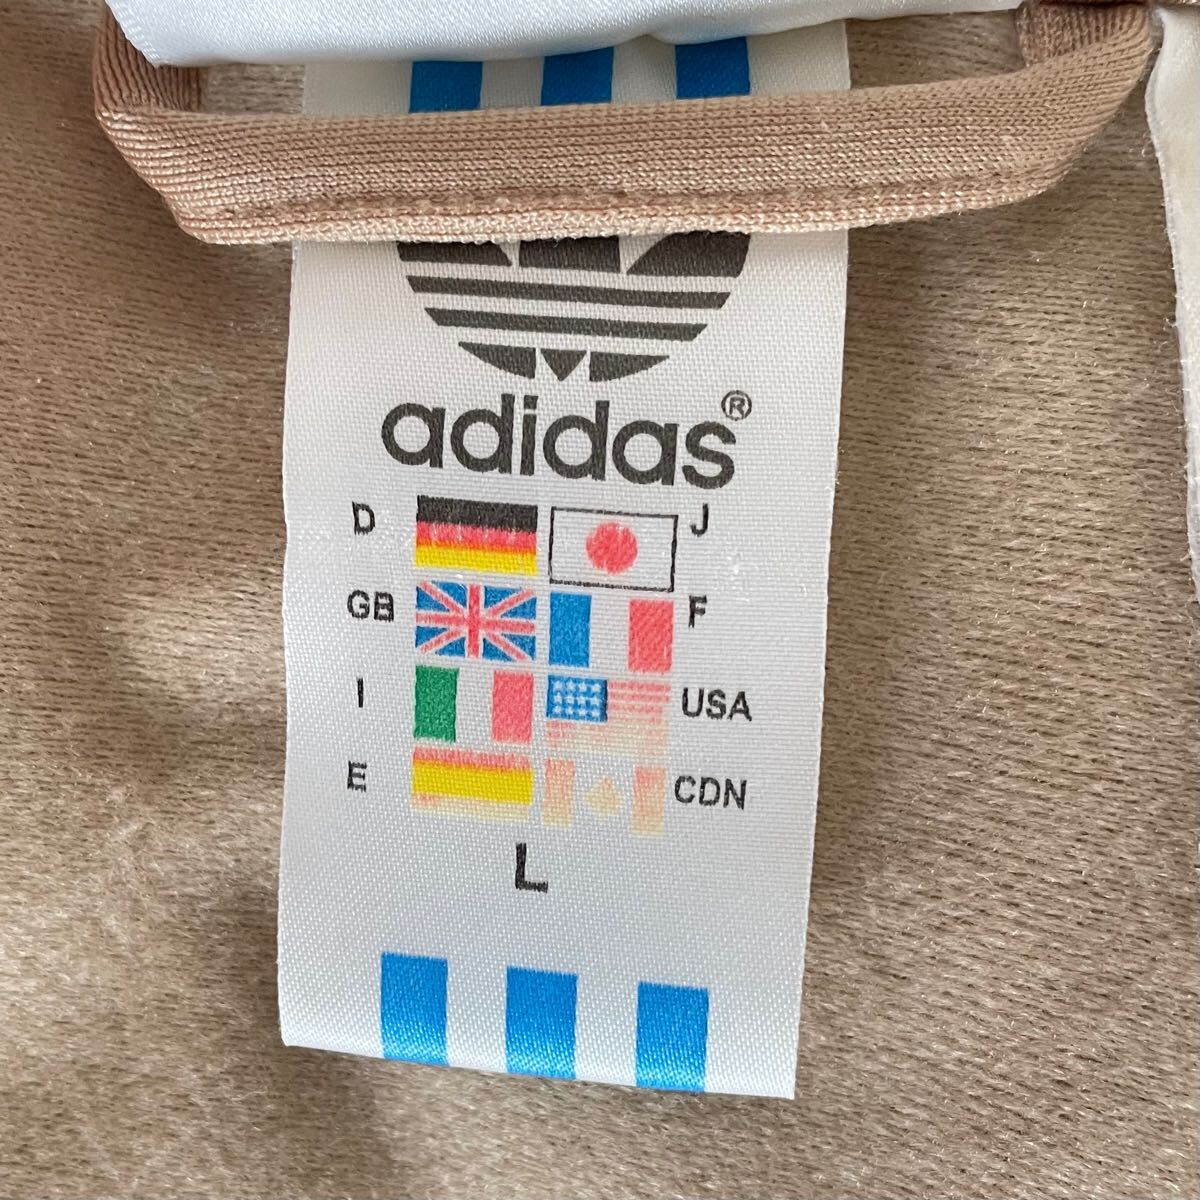 adidas®
D J
GB F
I USA
E CDN
L